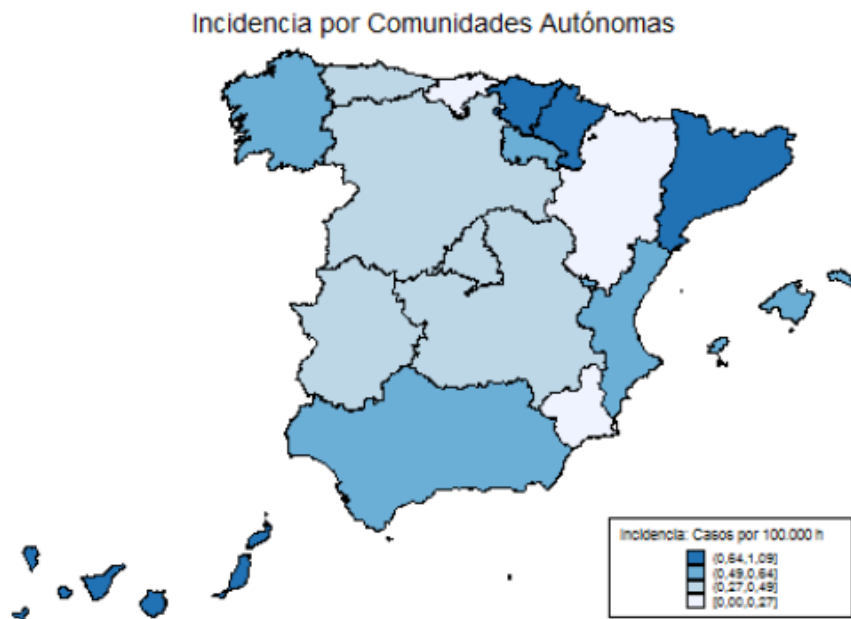 Incidencia por Comunidades Autónomas
Incidencia: Casos por 100.000 h
(0,64,1,09]
(0,49,0,64]
(0,27,0,49]
[0,00,0,27]